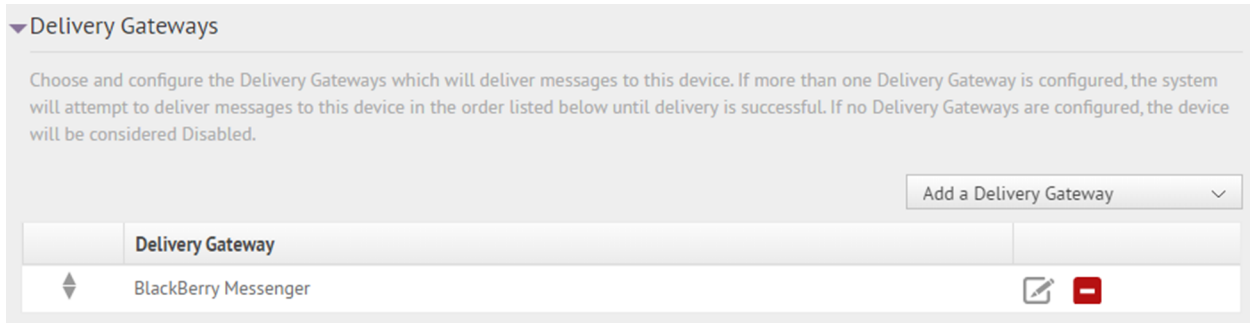 Delivery Gateways
Choose and configure the Delivery Gateways which will deliver messages to this device. If more than one Delivery Gateway is configured, the system
will attempt to deliver messages to this device in the order listed below until delivery is successful. If no Delivery Gateways are configured, the device
will be considered Disabled.
Add a Delivery Gateway
Delivery Gateway
BlackBerry Messenger